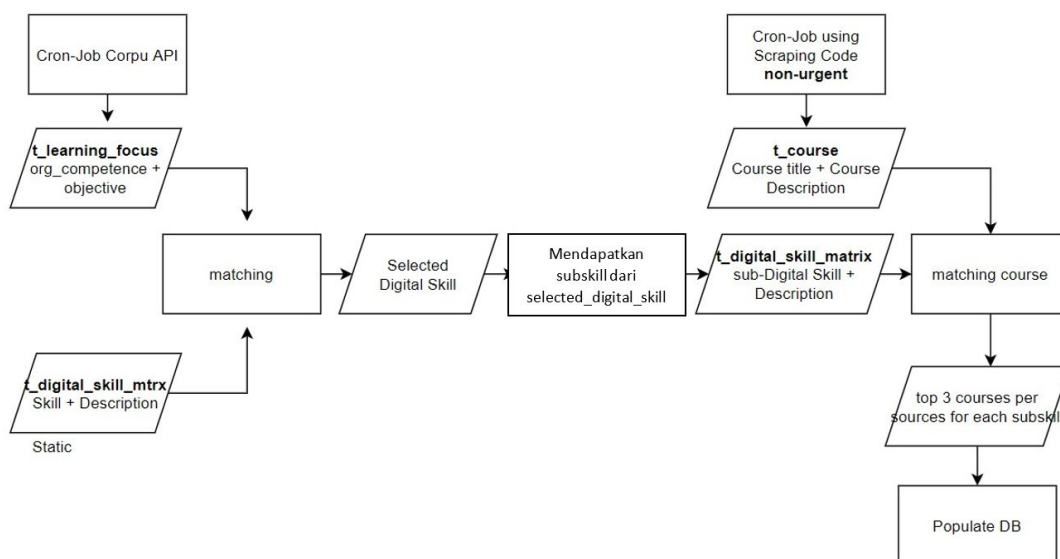 Cron-Job Corpu API
Cron-Job using
Scraping Code
non-urgent
t_learning_focus
org_competence +
objective
t_course
Course title + Course
Description
matching
Selected
Digital Skill
Mendapatkan
subskill dari
selected_digital_skill
t_digital_skill_matrix
sub-Digital Skill +
Description
matching course
t_digital_skill_mtrx
Skill + Description
Static
top 3 courses per
sources for each subskill
Populate DB